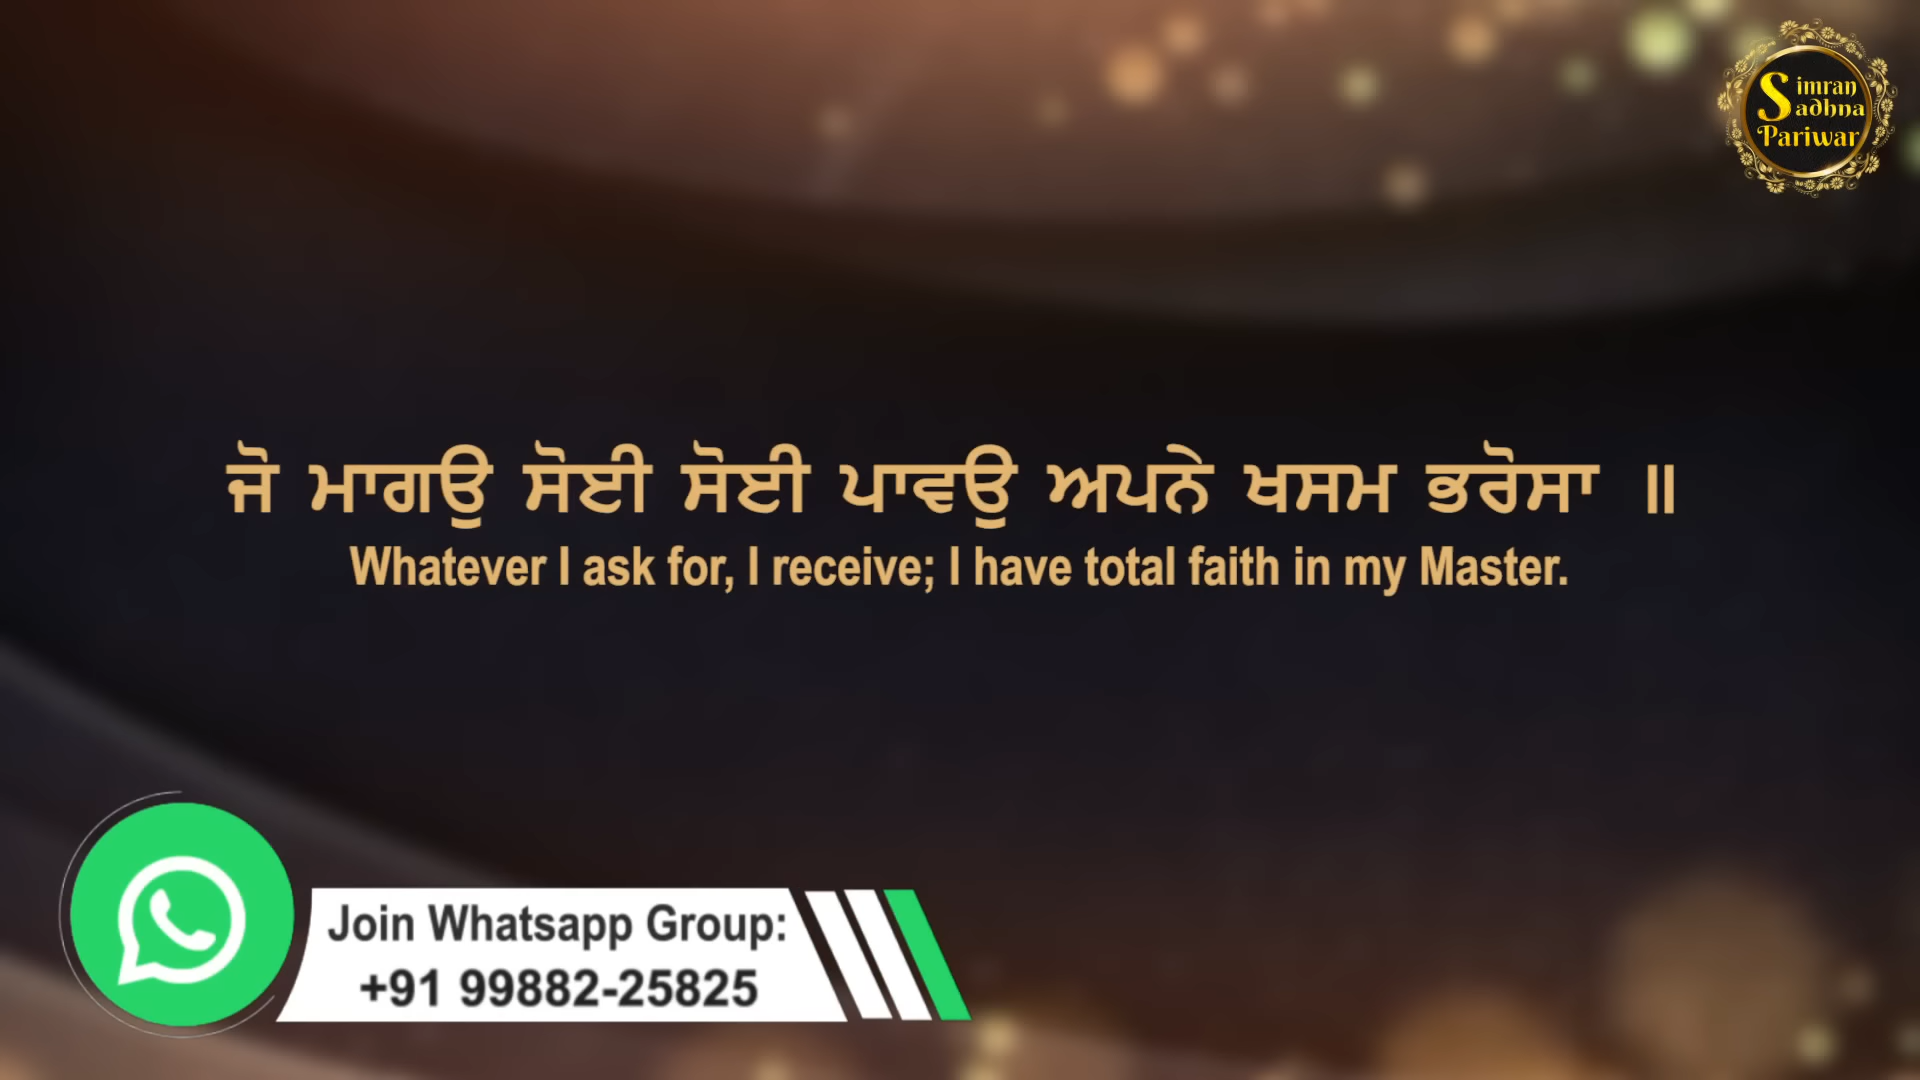 Simran
Sadhna
Pariwar
ਜੋ ਮਾਗਉ ਸੋਈ ਸੋਈ ਪਾਵਉ ਅਪਨੇ ਖਸਮ ਭਰੋਸਾ ॥
Whatever I ask for, I receive; I have total faith in my Master.
Join Whatsapp Group:
+91 99882-25825